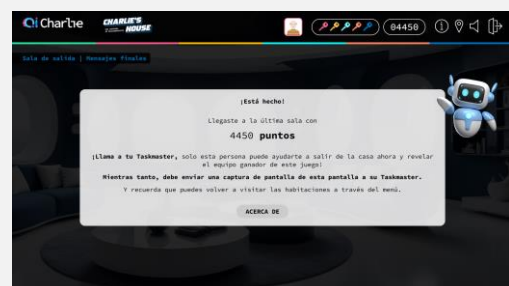 Charlie
CHARLIE'S
HOUSE
04450
Sala de salida | Mensajes finales
¡Está hecho!
Llegaste a la última sala con
4450 puntos
¡Llama a tu Taskmaster, solo esta persona puede ayudarte a salir de la casa ahora y revelar
el equipo ganador de este juego!
Mientras tanto, debe enviar una captura de pantalla de esta pantalla a su Taskmaster.
Y recuerda que puedes volver a visitar las habitaciones a través del menú.
ACERCA DE